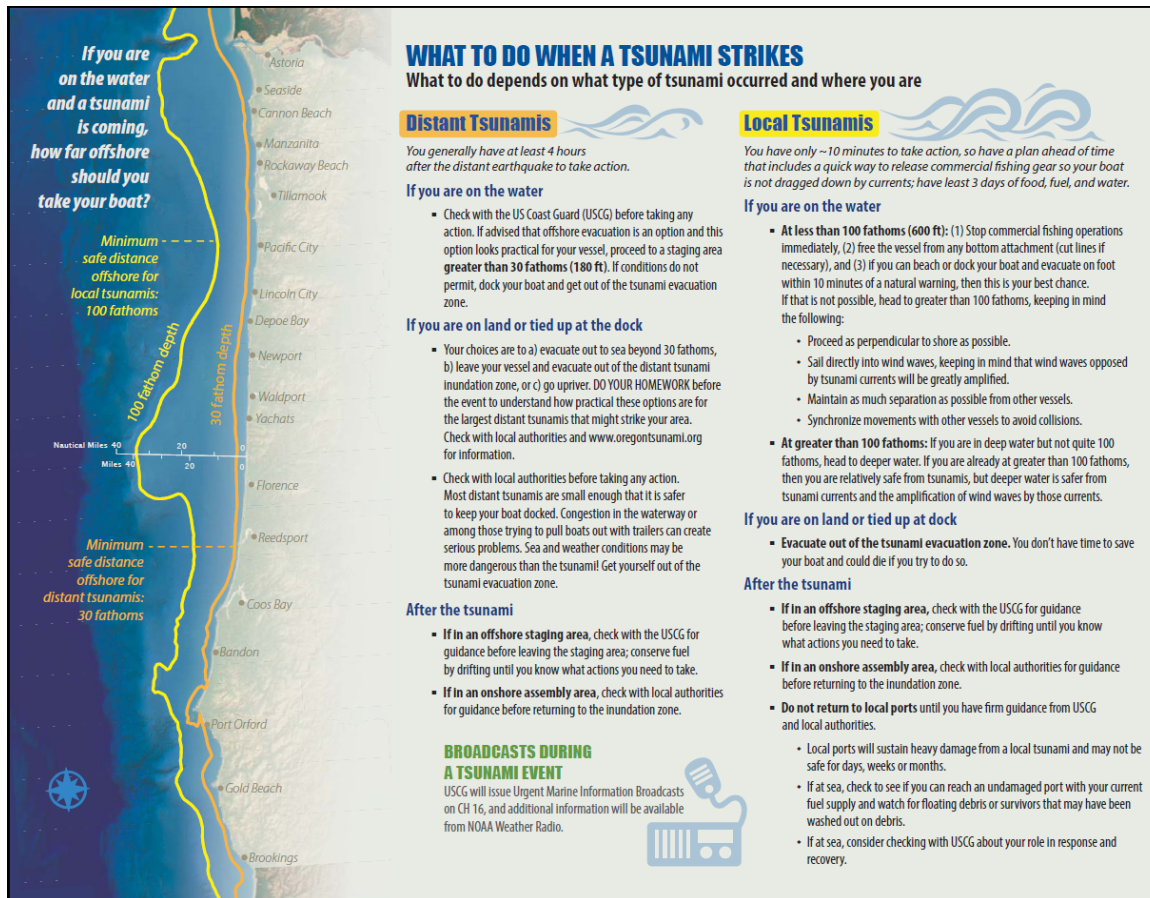 If you are
on the water
and a tsunami
is coming,
how far offshore
should you
take your boat?
Minimum
safe distance
offshore for
local tsunamis:
100 fathoms
100 fathom depth
30 fathom depth
Nautical Miles 40 20 0
Miles 40 20 0
Minimum
safe distance
offshore for
distant tsunamis:
30 fathoms
Astoria
Seaside
Cannon Beach
Manzanita
Rockaway Beach
Tillamook
Pacific City
Lincoln City
Depoe Bay
Newport
Waldport
Yachats
Florence
Reedsport
Coos Bay
Bandon
Port Orford
Gold Beach
Brookings
WHAT TO DO WHEN A TSUNAMI STRIKES
What to do depends on what type of tsunami occurred and where you are
Distant Tsunamis
You generally have at least 4 hours
after the distant earthquake to take action.
If you are on the water
▪ Check with the US Coast Guard (USCG) before taking any
action. If advised that offshore evacuation is an option and this
option looks practical for your vessel, proceed to a staging area
greater than 30 fathoms (180 ft). If conditions do not
permit, dock your boat and get out of the tsunami evacuation
zone.
If you are on land or tied up at the dock
▪ Your choices are to a) evacuate out to sea beyond 30 fathoms,
b) leave your vessel and evacuate out of the distant tsunami
inundation zone, or c) go upriver. DO YOUR HOMEWORK before
the event to understand how practical these options are for
the largest distant tsunamis that might strike your area.
Check with local authorities and www.oregontsunami.org
for information.
▪ Check with local authorities before taking any action.
Most distant tsunamis are small enough that it is safer
to keep your boat docked. Congestion in the waterway or
among those trying to pull boats out with trailers can create
serious problems. Sea and weather conditions may be
more dangerous than the tsunami! Get yourself out of the
tsunami evacuation zone.
After the tsunami
▪ If in an offshore staging area, check with the USCG for
guidance before leaving the staging area; conserve fuel
by drifting until you know what actions you need to take.
▪ If in an onshore assembly area, check with local authorities
for guidance before returning to the inundation zone.
BROADCASTS DURING
A TSUNAMI EVENT
USCG will issue Urgent Marine Information Broadcasts
on CH 16, and additional information will be available
from NOAA Weather Radio.
Local Tsunamis
You have only ~10 minutes to take action, so have a plan ahead of time
that includes a quick way to release commercial fishing gear so your boat
is not dragged down by currents; have least 3 days of food, fuel, and water.
If you are on the water
▪ At less than 100 fathoms (600 ft): (1) Stop commercial fishing operations
immediately, (2) free the vessel from any bottom attachment (cut lines if
necessary), and (3) if you can beach or dock your boat and evacuate on foot
within 10 minutes of a natural warning, then this is your best chance.
If that is not possible, head to greater than 100 fathoms, keeping in mind
the following:
• Proceed as perpendicular to shore as possible.
• Sail directly into wind waves, keeping in mind that wind waves opposed
by tsunami currents will be greatly amplified.
• Maintain as much separation as possible from other vessels.
• Synchronize movements with other vessels to avoid collisions.
▪ At greater than 100 fathoms: If you are in deep water but not quite 100
fathoms, head to deeper water. If you are already at greater than 100 fathoms,
then you are relatively safe from tsunamis, but deeper water is safer from
tsunami currents and the amplification of wind waves by those currents.
If you are on land or tied up at dock
▪ Evacuate out of the tsunami evacuation zone. You don't have time to save
your boat and could die if you try to do so.
After the tsunami
▪ If in an offshore staging area, check with the USCG for guidance
before leaving the staging area; conserve fuel by drifting until you know
what actions you need to take.
▪ If in an onshore assembly area, check with local authorities for guidance
before returning to the inundation zone.
▪ Do not return to local ports until you have firm guidance from USCG
and local authorities.
• Local ports will sustain heavy damage from a local tsunami and may not be
safe for days, weeks or months.
• If at sea, check to see if you can reach an undamaged port with your current
fuel supply and watch for floating debris or survivors that may have been
washed out on debris.
• If at sea, consider checking with USCG about your role in response and
recovery.